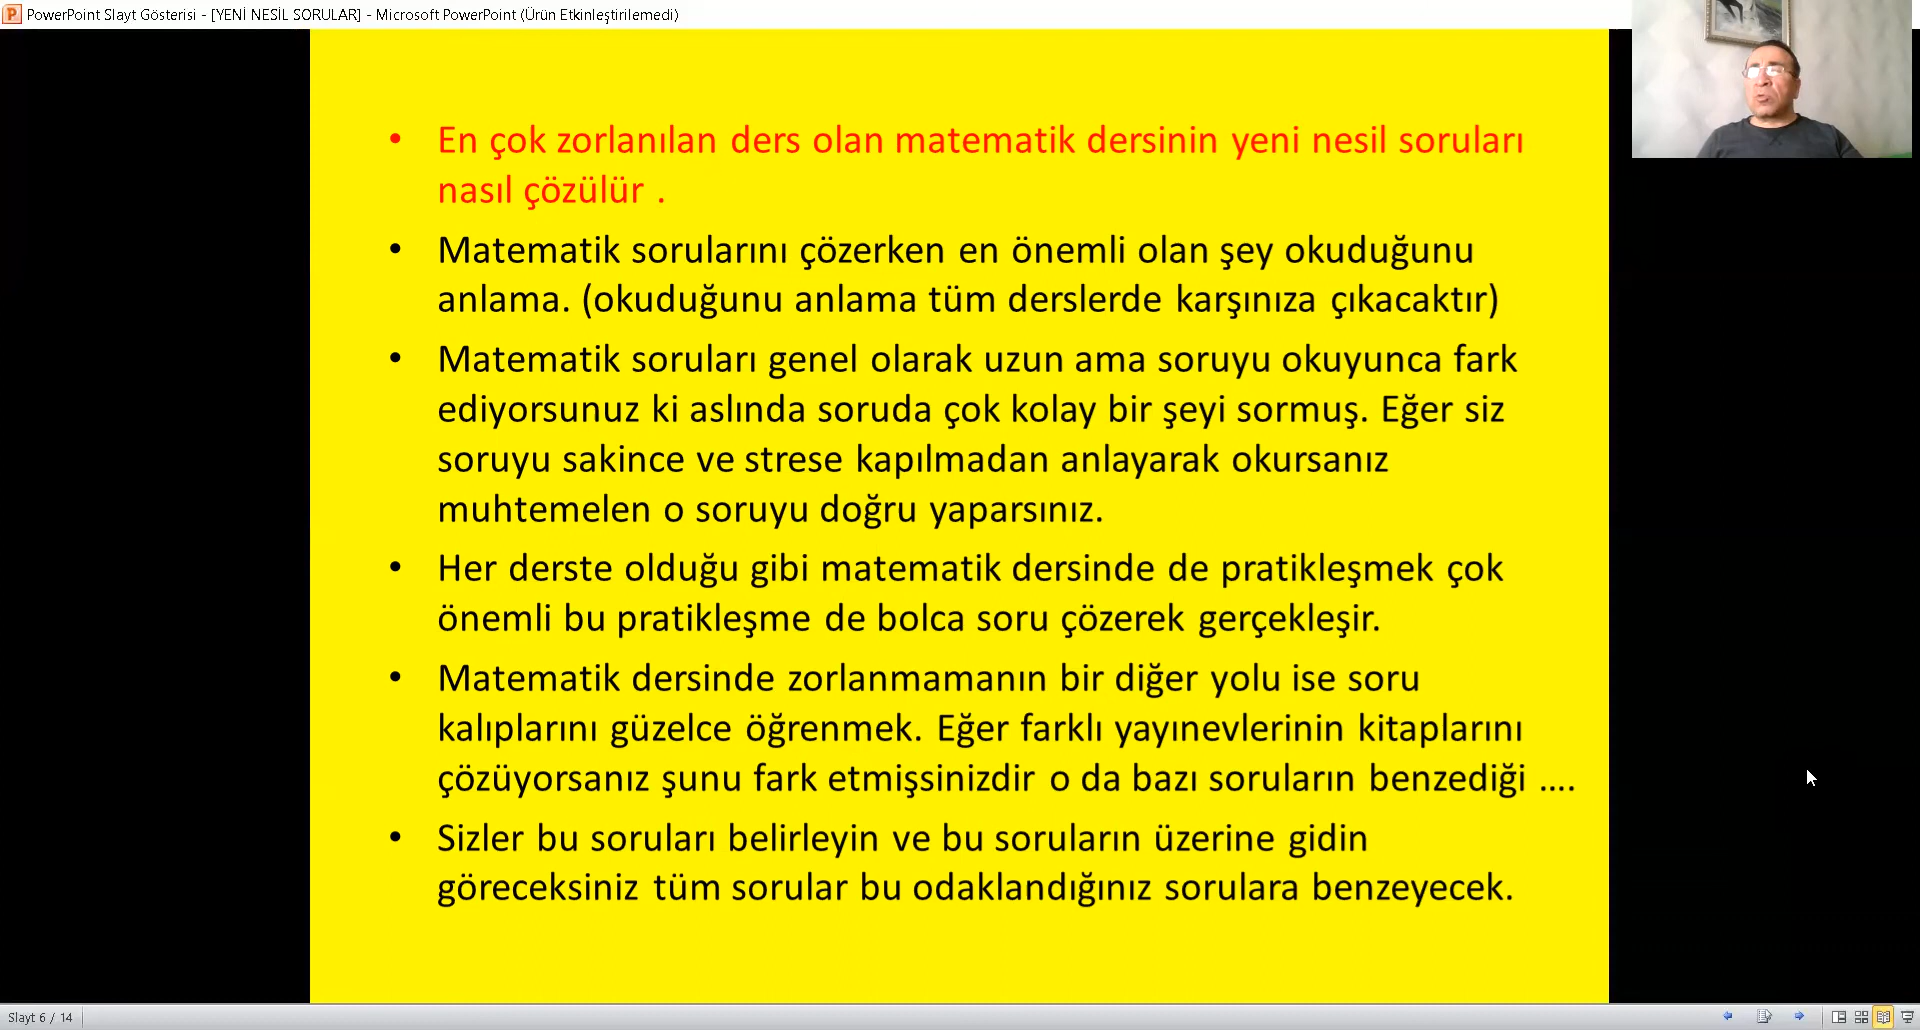 PowerPoint Slayt Gösterisi - [YENİ NESİL SORULAR] - Microsoft PowerPoint (Ürün Etkinleştirilemedi)
• En çok zorlanılan ders olan matematik dersinin yeni nesil soruları
nasıl çözülür .
• Matematik sorularını çözerken en önemli olan şey okuduğunu
anlama. (okuduğunu anlama tüm derslerde karşınıza çıkacaktır)
• Matematik soruları genel olarak uzun ama soruyu okuyunca fark
ediyorsunuz ki aslında soruda çok kolay bir şeyi sormuş. Eğer siz
soruyu sakince ve strese kapılmadan anlayarak okursanız
muhtemelen o soruyu doğru yaparsınız.
• Her derste olduğu gibi matematik dersinde de pratikleşmek çok
önemli bu pratikleşme de bolca soru çözerek gerçekleşir.
• Matematik dersinde zorlanmamanın bir diğer yolu ise soru
kalıplarını güzelce öğrenmek. Eğer farklı yayınevlerinin kitaplarını
çözüyorsanız şunu fark etmişsinizdir o da bazı soruların benzediği ....
• Sizler bu soruları belirleyin ve bu soruların üzerine gidin
göreceksiniz tüm sorular bu odaklandığınız sorulara benzeyecek.
Slayt 6 / 14